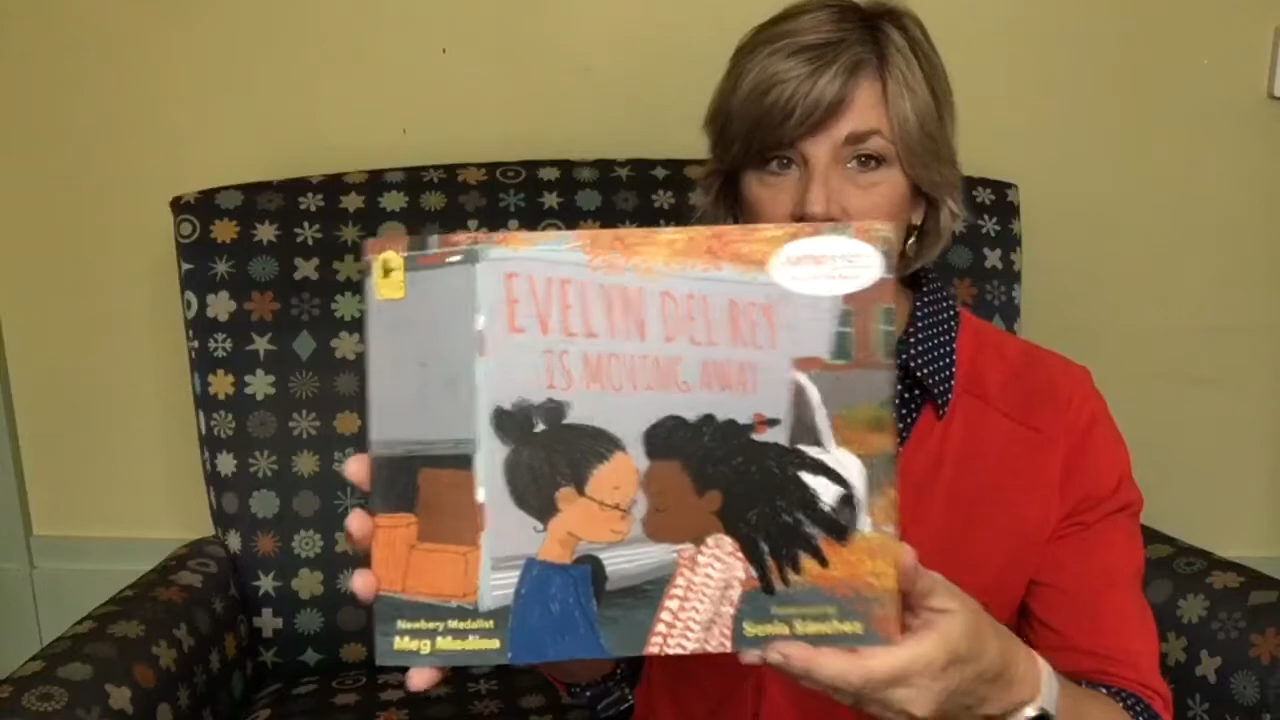 EVELYN DEL REY
IS MOVING AWAY
Newbery Medalist
Meg Medina
Sonia Sánchez